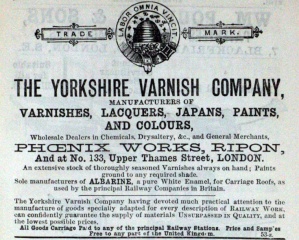 LABOR OMNIA VINCIT.
TRADE MARK.
THE YORKSHIRE VARNISH COMPANY,
MANUFACTURERS OF
VARNISHES, LACQUERS, JAPANS, PAINTS,
AND COLOURS,
Wholesale Dealers in Chemicals, Drysaltery, &c., and General Merchants,
PHŒNIX WORKS, RIPON,
And at No. 133, Upper Thames Street, LONDON.
An extensive stock of thoroughly seasoned Varnishes always on hand; Paints
ground to any required shade.
Sole manufacturers of ALBARINE, a pure White Enamel, for Carriage Roofs, as
used by the principal Railway Companies in Britain.
The Yorkshire Varnish Company having devoted much practical attention to the
manufacture of goods specially adapted for every description of RAILWAY WORK,
can confidently guarantee the supply of materials UNSURPASSED IN QUALITY, and at
the lowest possible prices.
All Goods Carriage Paid to any of the principal Railway Stations. Price and Samples
Free to any part of the United Kingdom.